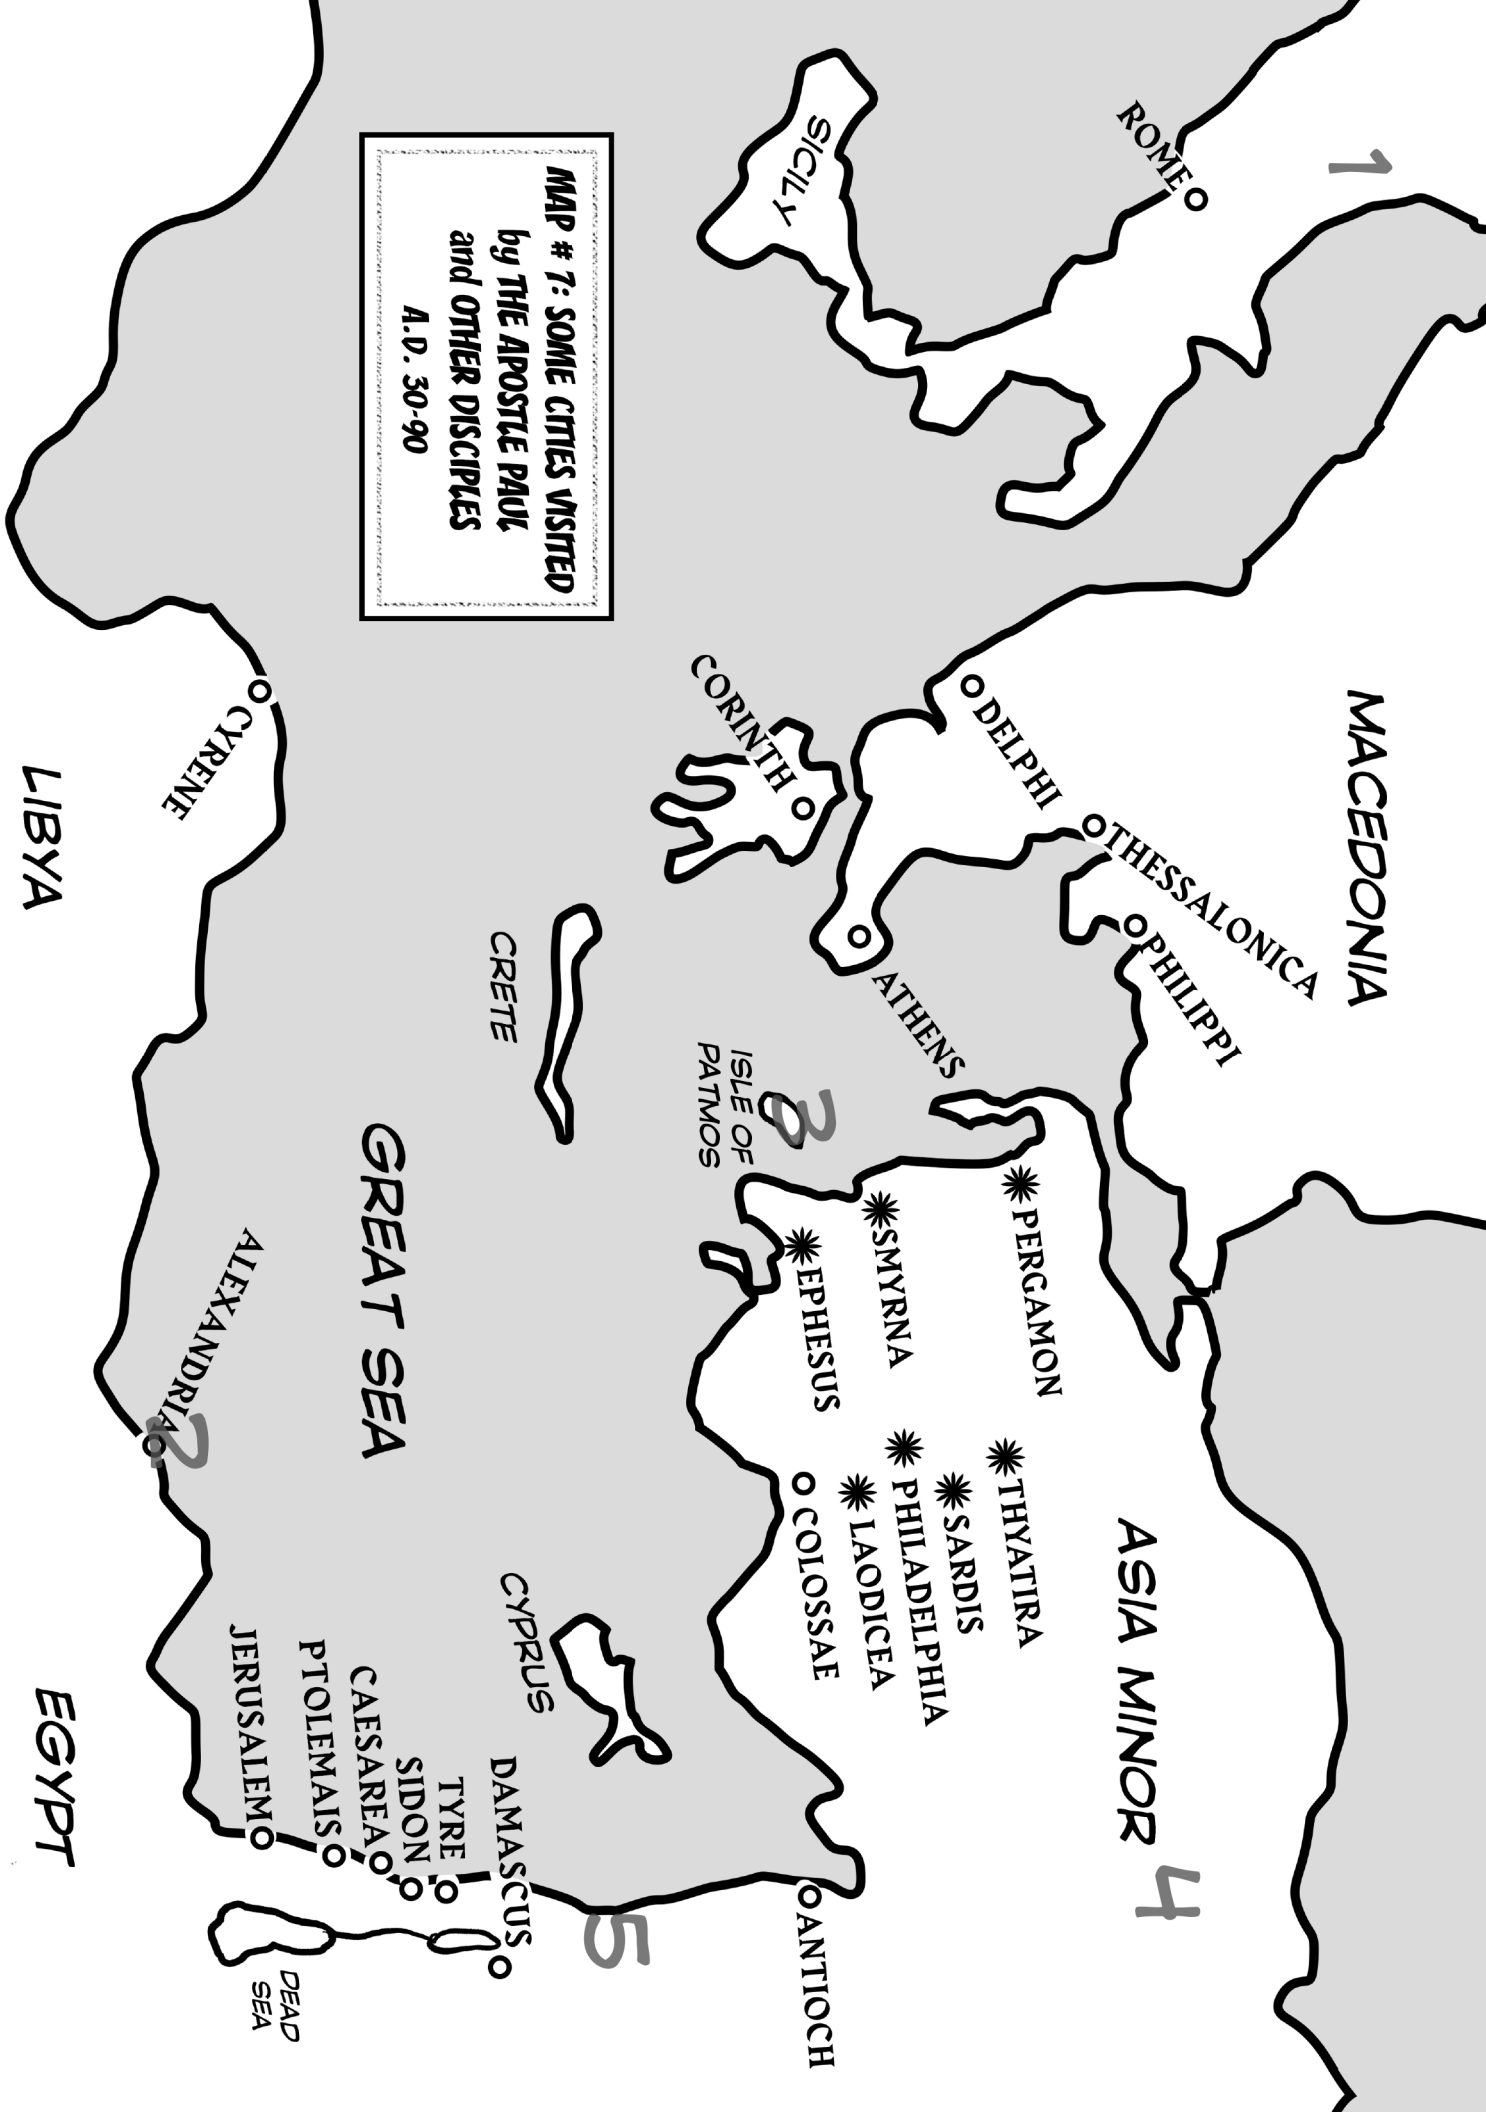 1
ROME
SICILY
MAP # 7: SOME CITIES VISITED
by THE APOSTLE PAUL
and OTHER DISCIPLES
A.D. 30-90
MACEDONIA
DELPHI
THESSALONICA
PHILIPPI
CORINTH
ATHENS
CYRENE
LIBYA
CRETE
ISLE OF
PATMOS
3
PERGAMON
SMYRNA
EPHESUS
THYATIRA
SARDIS
PHILADELPHIA
LAODICEA
COLOSSAE
ASIA MINOR
4
GREAT SEA
ALEXANDRIA
2
CYPRUS
ANTIOCH
5
DAMASCUS
TYRE
SIDON
CAESAREA
PTOLEMAIS
JERUSALEM
DEAD
SEA
EGYPT